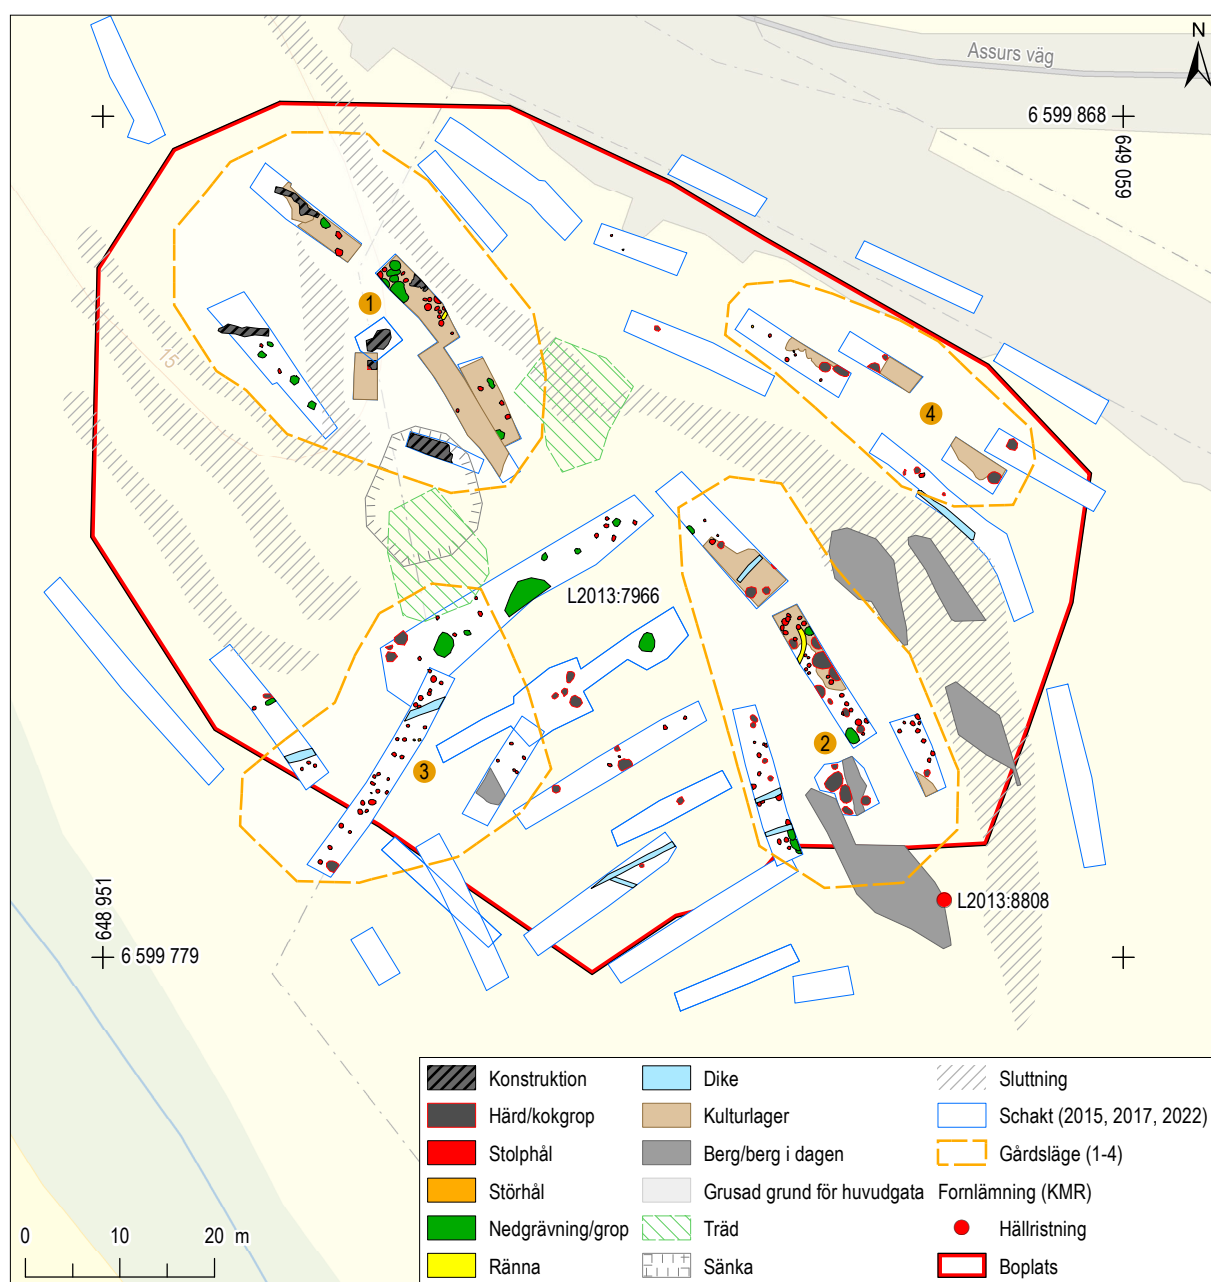 Assurs väg
N
6 599 868
649 059
15
1
4
L2013:7966
2
3
L2013:8808
648 951
6 599 779
Konstruktion
Härd/kokgrop
Stolphål
Störhål
Nedgrävning/grop
Ränna
Dike
Kulturlager
Berg/berg i dagen
Grusad grund för huvudgata
Träd
Sänka
Sluttning
Schakt (2015, 2017, 2022)
Gårdsläge (1-4)
Fornlämning (KMR)
Hällristning
Boplats
0 10 20 m